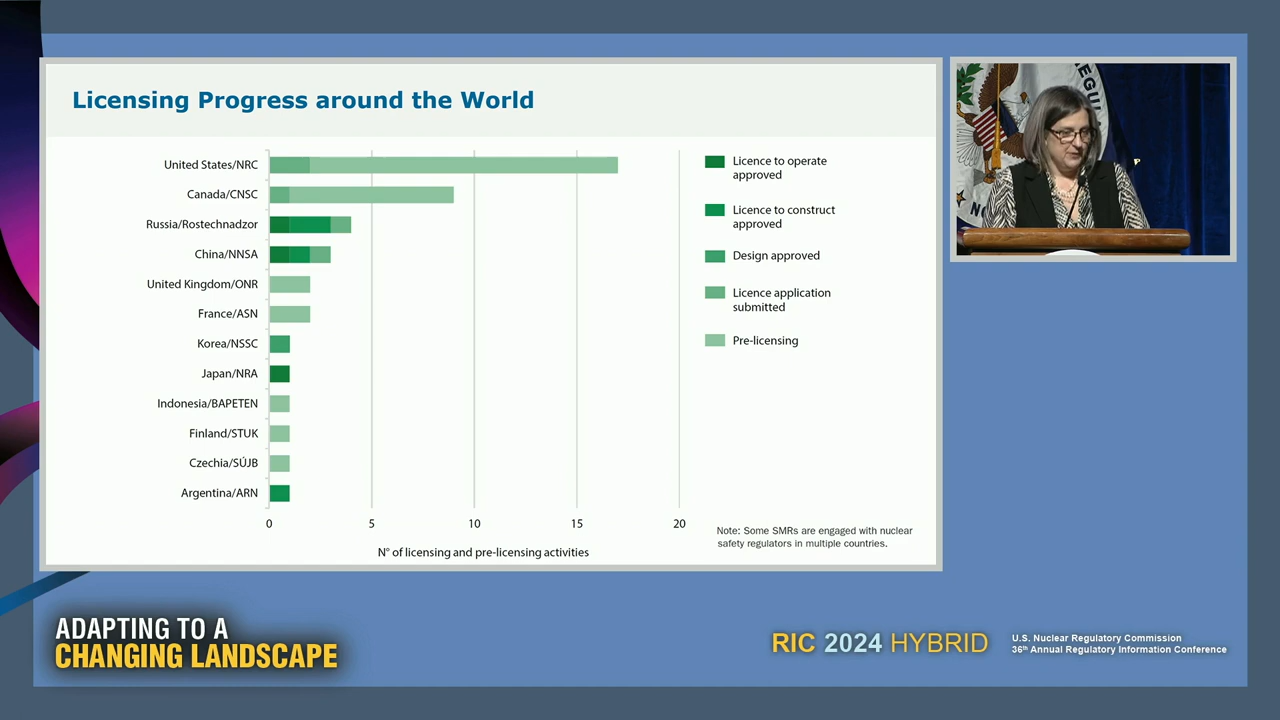 Licensing Progress around the World
United States/NRC
Canada/CNSC
Russia/Rostechnadzor
China/NNSA
United Kingdom/ONR
France/ASN
Korea/NSSC
Japan/NRA
Indonesia/BAPETEN
Finland/STUK
Czechia/SÚJB
Argentina/ARN
0 5 10 15 20
N° of licensing and pre-licensing activities
Licence to operate
approved
Licence to construct
approved
Design approved
Licence application
submitted
Pre-licensing
Note: Some SMRs are engaged with nuclear
safety regulators in multiple countries.
REGUL
ADAPTING TO A
CHANGING LANDSCAPE
RIC 2024 HYBRID
U.S. Nuclear Regulatory Commission
36th Annual Regulatory Information Conference